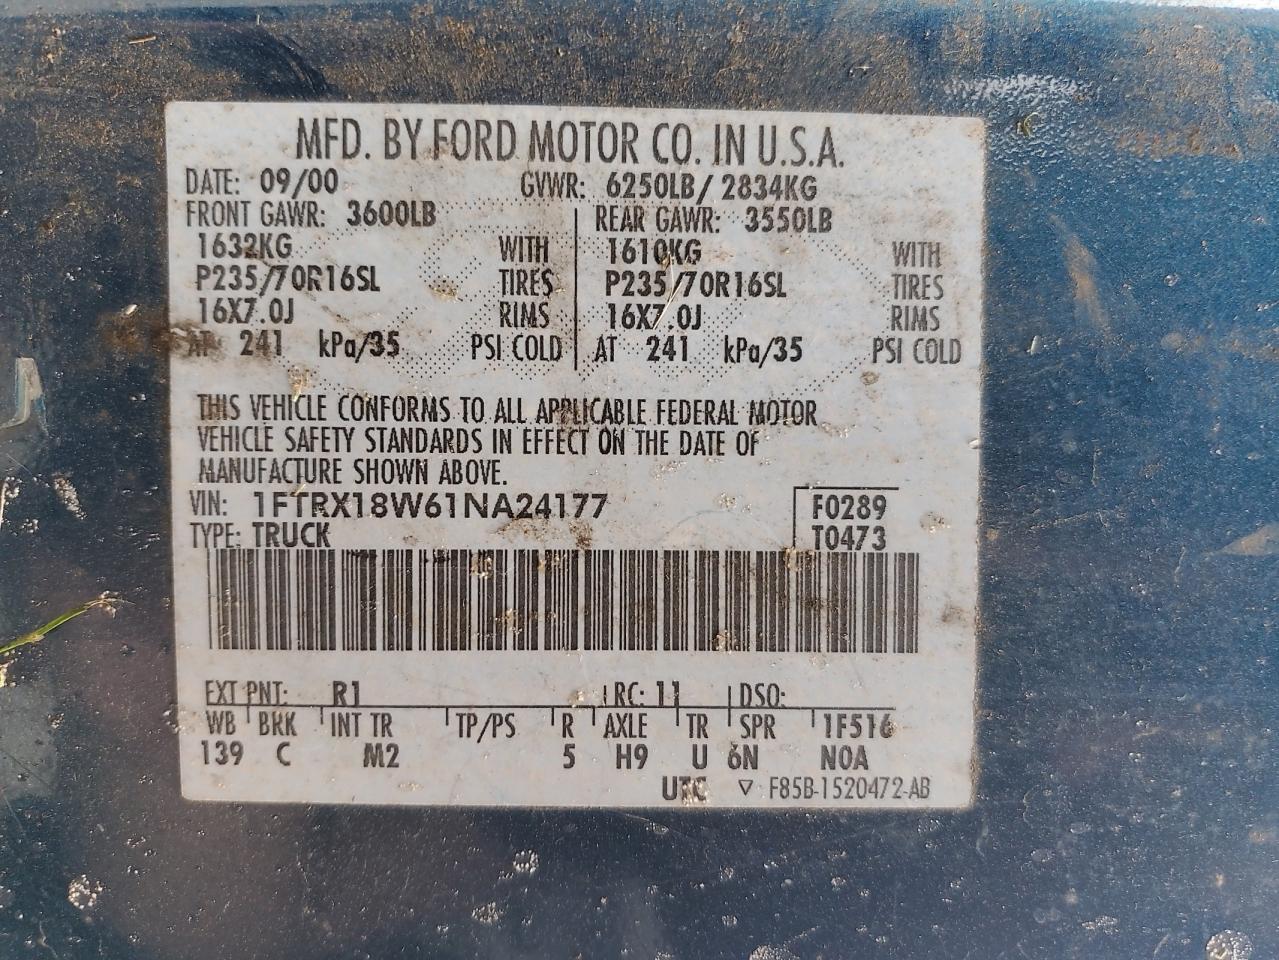 MFD. BY FORD MOTOR CO. IN U.S.A.
DATE: 09/00 GVWR: 6250LB/ 2834KG
FRONT GAWR: 3600LB REAR GAWR: 3550LB
1632KG WITH 1610KG WITH
P235/70R16SL TIRES P235/70R16SL TIRES
16X7.0J RIMS 16X7.0J RIMS
AT 241 kPa/35 PSI COLD AT 241 kPa/35 PSI COLD
THIS VEHICLE CONFORMS TO ALL APPLICABLE FEDERAL MOTOR
VEHICLE SAFETY STANDARDS IN EFFECT ON THE DATE OF
MANUFACTURE SHOWN ABOVE.
VIN: 1FTRX18W61NA24177 F0289
TYPE: TRUCK T0473
EXT PNT: R1 RC: 11 DSO:
WB BRK INT TR TP/PS R AXLE TR SPR 1F516
139 C M2 5 H9 U 6N N0A
UTC ▽ F85B-1520472-AB